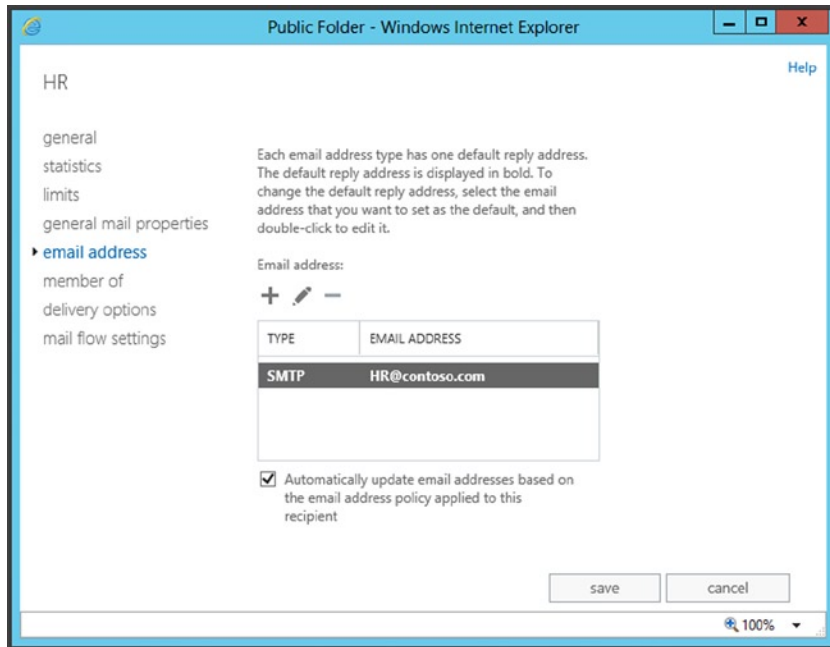 Public Folder - Windows Internet Explorer
Help
HR
general
statistics
limits
general mail properties
email address
member of
delivery options
mail flow settings
Each email address type has one default reply address.
The default reply address is displayed in bold. To
change the default reply address, select the email
address that you want to set as the default, and then
double-click to edit it.
Email address:
TYPE EMAIL ADDRESS
SMTP HR@contoso.com
Automatically update email addresses based on
the email address policy applied to this
recipient
save cancel
100%